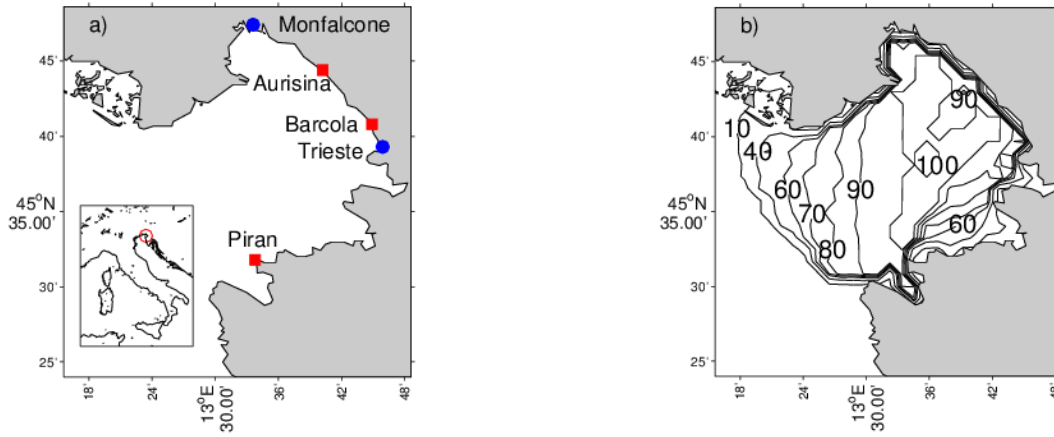 a)
Monfalcone
Aurisina
Barcola
Trieste
Piran
45'
40'
45°N
35.00'
30'
25'
18'
24'
13°E
30.00'
36'
42'
48'
b)
10
40
60
70
80
90
100
90
60
45'
40'
45°N
35.00'
30'
25'
18'
24'
13°E
30.00'
36'
42'